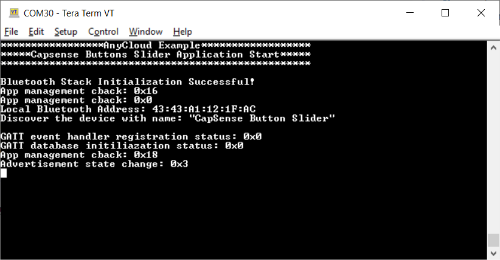 COM30 - Tera Term VT
File Edit Setup Control Window Help
******************AnyCloud Example*******************
*****Capsense Buttons Slider Application Start*****
*****************************************************
Bluetooth Stack Initialization Successful!
App management cback: 0x16
App management cback: 0x0
Local Bluetooth Address: 43:43:A1:12:1F:AC
Discover the device with name: "CapSense Button Slider"
GATT event handler registration status: 0x0
GATT database initiliazation status: 0x0
App management cback: 0x18
Advertisement state change: 0x3